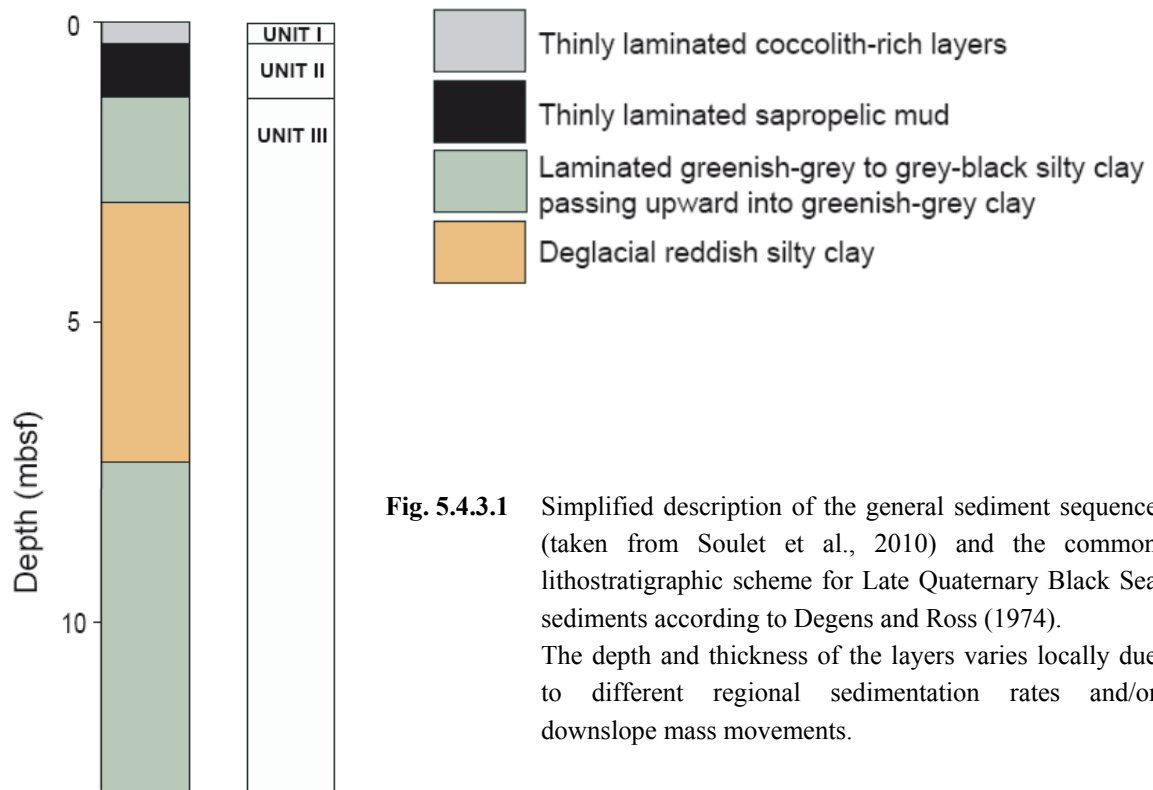 0
UNIT I
UNIT II
UNIT III
5
10
Depth (mbsf)
Thinly laminated coccolith-rich layers
Thinly laminated sapropelic mud
Laminated greenish-grey to grey-black silty clay
passing upward into greenish-grey clay
Deglacial reddish silty clay
Fig. 5.4.3.1 Simplified description of the general sediment sequence
(taken from Soulet et al., 2010) and the common
lithostratigraphic scheme for Late Quaternary Black Sea
sediments according to Degens and Ross (1974).
The depth and thickness of the layers varies locally due
to different regional sedimentation rates and/or
downslope mass movements.